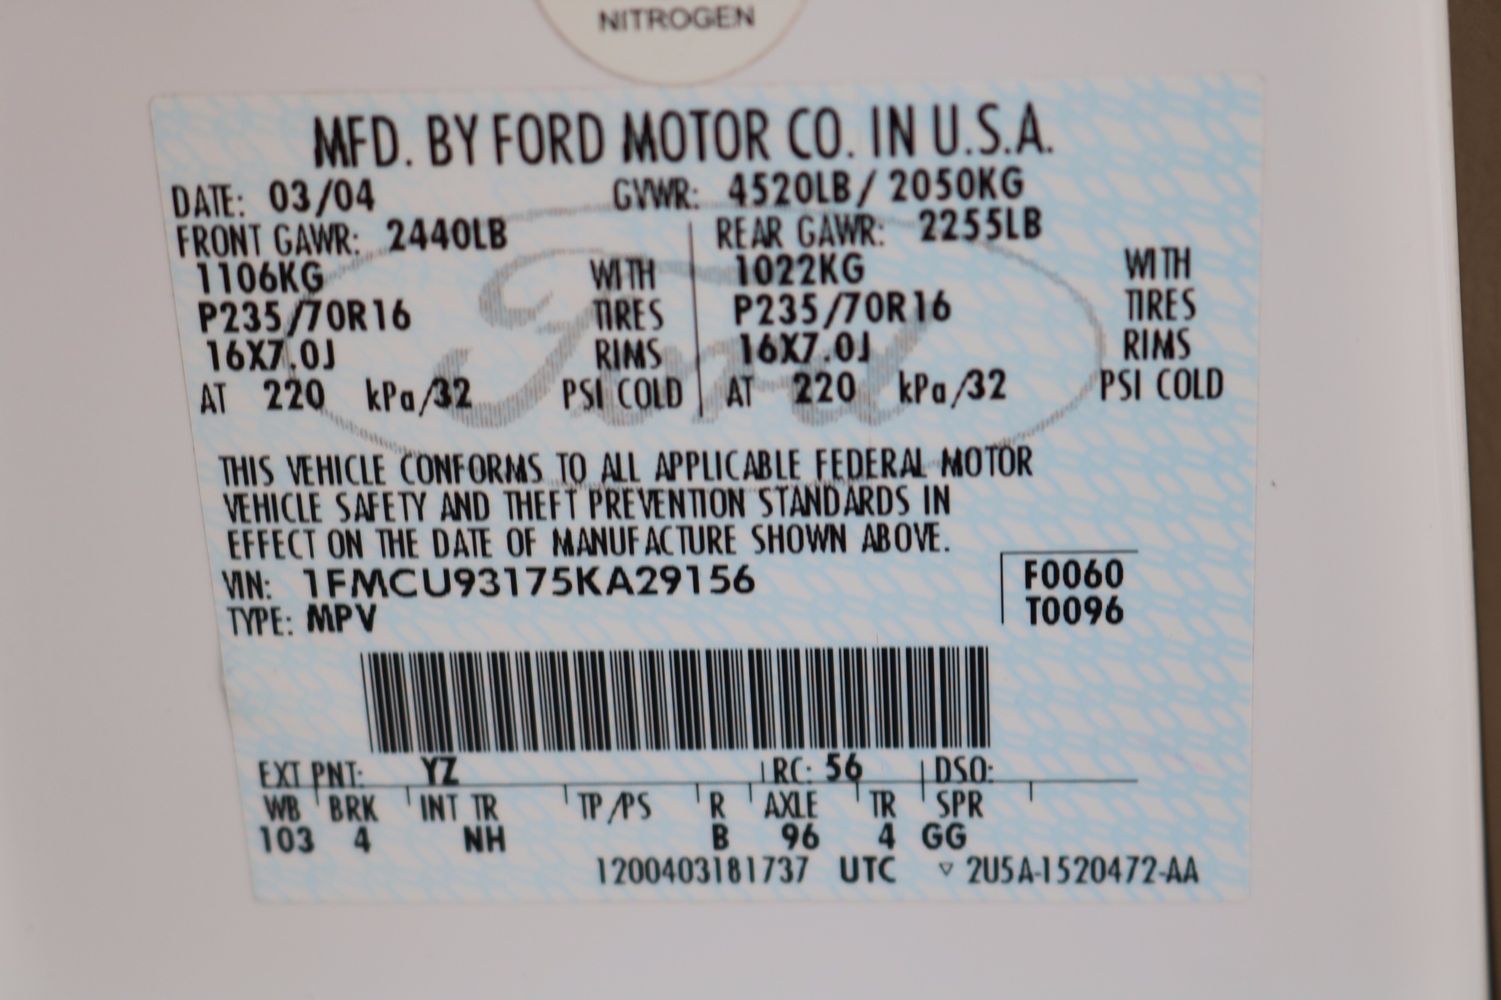 NITROGEN
MFD. BY FORD MOTOR CO. IN U.S.A.
DATE: 03/04 GVWR: 4520LB/ 2050KG
FRONT GAWR: 2440LB REAR GAWR: 2255LB
1106KG WITH 1022KG WITH
P235/70R16 TIRES P235/70R16 TIRES
16X7.0J RIMS 16X7.0J RIMS
AT 220 kPa/32 PSI COLD AT 220 kPa/32 PSI COLD
Ford
THIS VEHICLE CONFORMS TO ALL APPLICABLE FEDERAL MOTOR
VEHICLE SAFETY AND THEFT PREVENTION STANDARDS IN
EFFECT ON THE DATE OF MANUFACTURE SHOWN ABOVE.
VIN: 1FMCU93175KA29156 F0060
TYPE: MPV T0096
EXT PNT: YZ RC: 56 DSO:
WB BRK INT TR TP/PS R AXLE TR SPR
103 4 NH B 96 4 GG
1200403181737 UTC ▿ 2U5A-1520472-AA